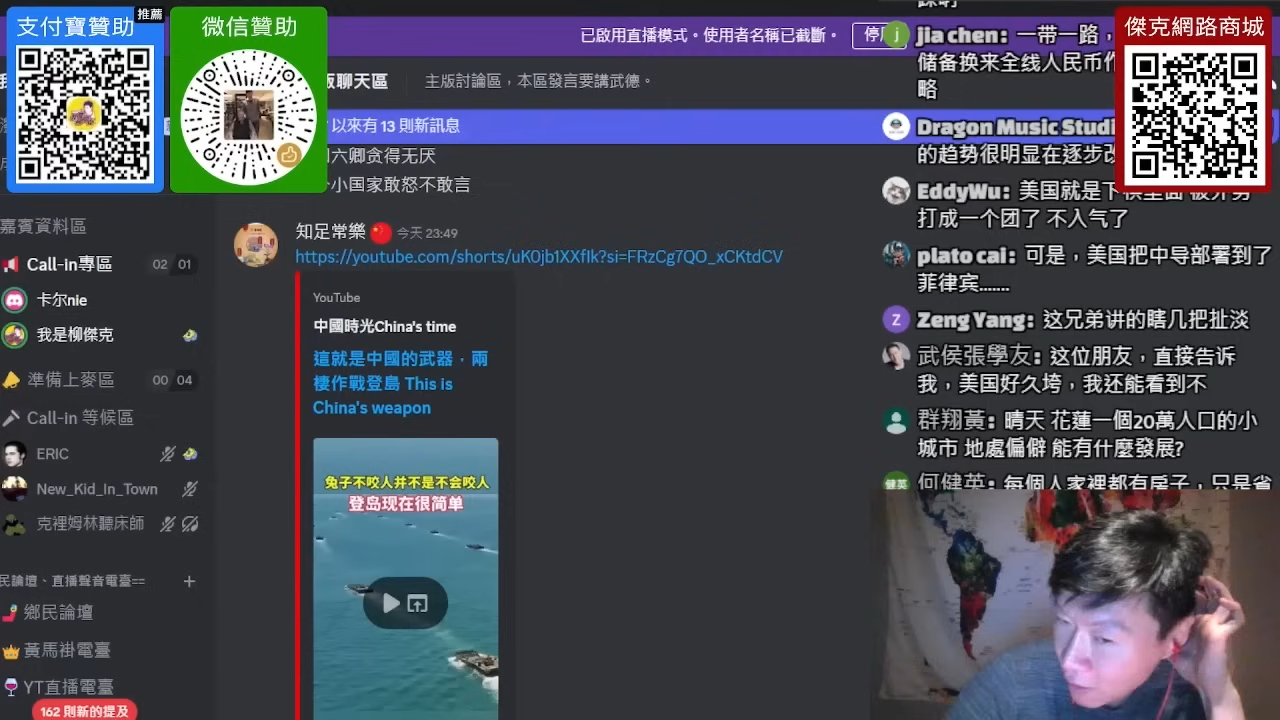 支付寶贊助
推薦
微信贊助
傑克網路商城
已啟用直播模式。使用者名稱已截斷。
版聊天區
主版討論區，本區發言要講武德。
以來有 13 則新訊息
六卿贪得无厌
小国家敢怒不敢言
知足常樂
今天 23:49
https://youtube.com/shorts/uK0jb1XXfIk?si=FRzCg7QO_xCKtdCV
YouTube
中國時光China's time
這就是中國的武器，兩
棲作戰登島 This is
China's weapon
兔子不咬人并不是不会咬人
登岛现在很简单
嘉賓資料區
Call-in專區
02 01
卡尔nie
我是柳傑克
準備上麥區
00 04
Call-in 等候區
ERIC
New_Kid_In_Town
克裡姆林聽床師
民論壇、直播聲音電臺==
鄉民論壇
黃馬褂電臺
YT直播電臺
162 則新的提及
jia chen: 一带一路，
储备换来全线人民币
略
Dragon Music Studi
的趋势很明显在逐步
EddyWu: 美国就是
打成一个团了 不入气了
plato cai: 可是，美国把中导部署到了
菲律宾.......
Zeng Yang: 这兄弟讲的瞎几把扯淡
武侯張學友: 这位朋友，直接告诉
我，美国好久垮，我还能看到不
群翔黃: 晴天 花蓮一個20萬人口的小
城市 地處偏僻 能有什麼發展?
何健英: 每個人家裡都有房子，只是省